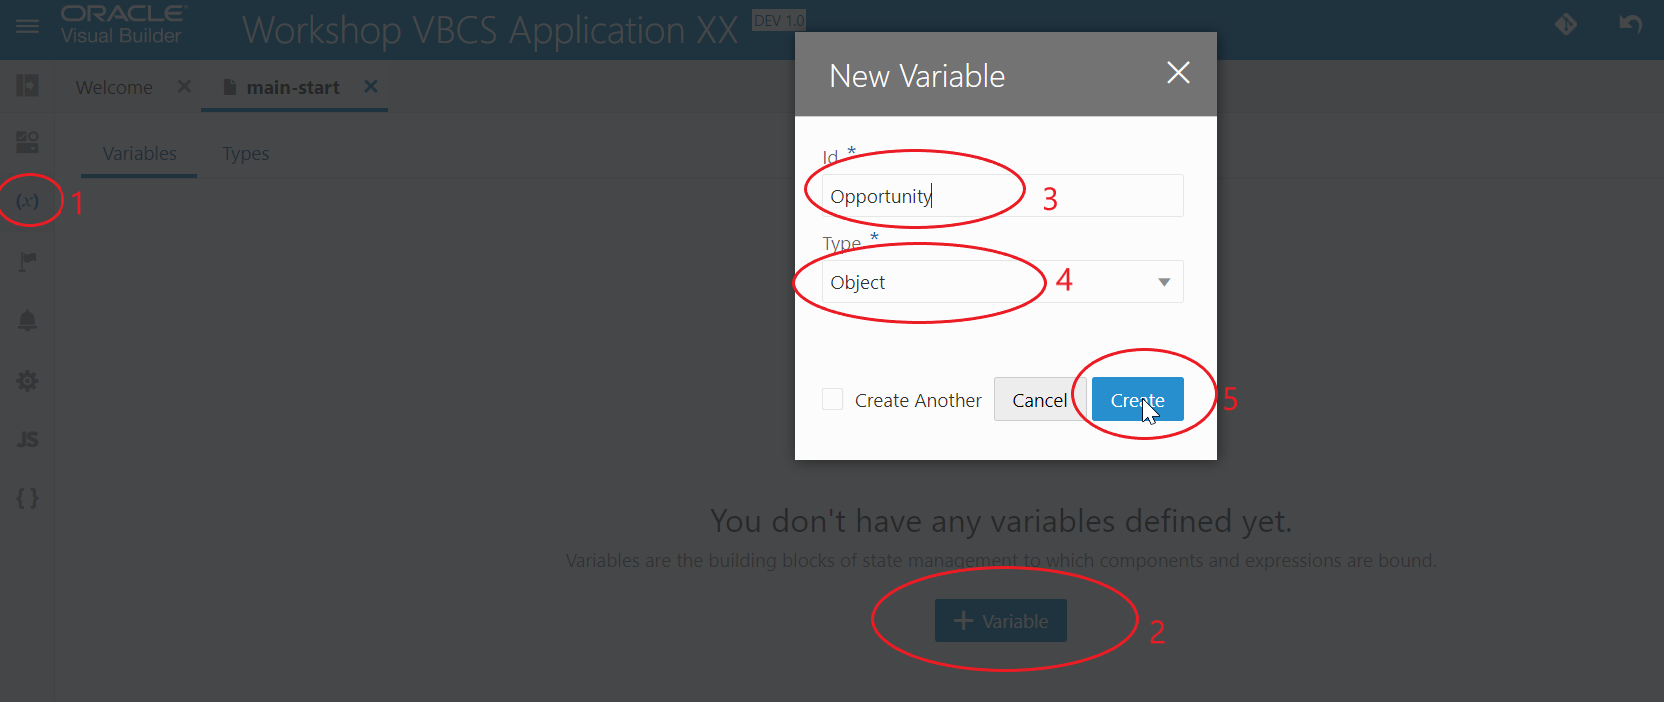 ORACLE
Visual Builder
Workshop VBCS Application XX
DEV 1.0
Welcome
main-start
Variables
Types
(x)
1
JS
{ }
New Variable
Id *
Opportunity
3
Type *
Object
4
Create Another
Cancel
Create
5
You don't have any variables defined yet.
Variables are the building blocks of state management to which components and expressions are bound.
+ Variable
2